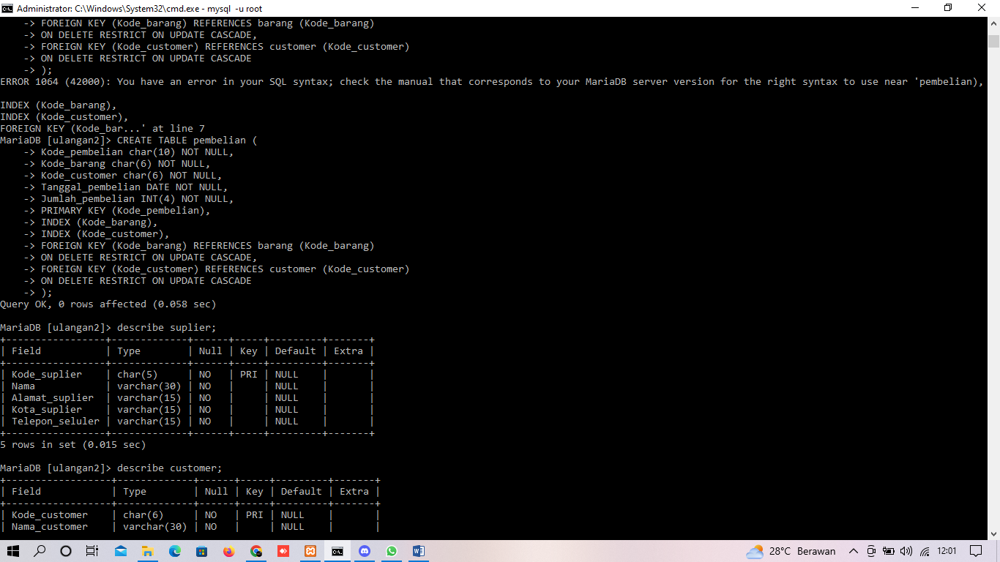 Administrator: C:\Windows\System32\cmd.exe - mysql  -u root
    -> FOREIGN KEY (Kode_barang) REFERENCES barang (Kode_barang)
    -> ON DELETE RESTRICT ON UPDATE CASCADE,
    -> FOREIGN KEY (Kode_customer) REFERENCES customer (Kode_customer)
    -> ON DELETE RESTRICT ON UPDATE CASCADE
    -> );
ERROR 1064 (42000): You have an error in your SQL syntax; check the manual that corresponds to your MariaDB server version for the right syntax to use near 'pembelian),
INDEX (Kode_barang),
INDEX (Kode_customer),
FOREIGN KEY (Kode_bar...' at line 7
MariaDB [ulangan2]> CREATE TABLE pembelian (
    -> Kode_pembelian char(10) NOT NULL,
    -> Kode_barang char(6) NOT NULL,
    -> Kode_customer char(6) NOT NULL,
    -> Tanggal_pembelian DATE NOT NULL,
    -> Jumlah_pembelian INT(4) NOT NULL,
    -> PRIMARY KEY (Kode_pembelian),
    -> INDEX (Kode_barang),
    -> INDEX (Kode_customer),
    -> FOREIGN KEY (Kode_barang) REFERENCES barang (Kode_barang)
    -> ON DELETE RESTRICT ON UPDATE CASCADE,
    -> FOREIGN KEY (Kode_customer) REFERENCES customer (Kode_customer)
    -> ON DELETE RESTRICT ON UPDATE CASCADE
    -> );
Query OK, 0 rows affected (0.058 sec)
MariaDB [ulangan2]> describe suplier;
+-----------------+-------------+------+-----+---------+-------+
| Field           | Type        | Null | Key | Default | Extra |
+-----------------+-------------+------+-----+---------+-------+
| Kode_suplier    | char(5)     | NO   | PRI | NULL    |       |
| Nama            | varchar(30) | NO   |     | NULL    |       |
| Alamat_suplier  | varchar(15) | NO   |     | NULL    |       |
| Kota_suplier    | varchar(15) | NO   |     | NULL    |       |
| Telepon_seluler | varchar(15) | NO   |     | NULL    |       |
+-----------------+-------------+------+-----+---------+-------+
5 rows in set (0.015 sec)
MariaDB [ulangan2]> describe customer;
+------------------+-------------+------+-----+---------+-------+
| Field            | Type        | Null | Key | Default | Extra |
+------------------+-------------+------+-----+---------+-------+
| Kode_customer    | char(6)     | NO   | PRI | NULL    |       |
| Nama_customer    | varchar(30) | NO   |     | NULL    |       |
28°C Berawan 12:01